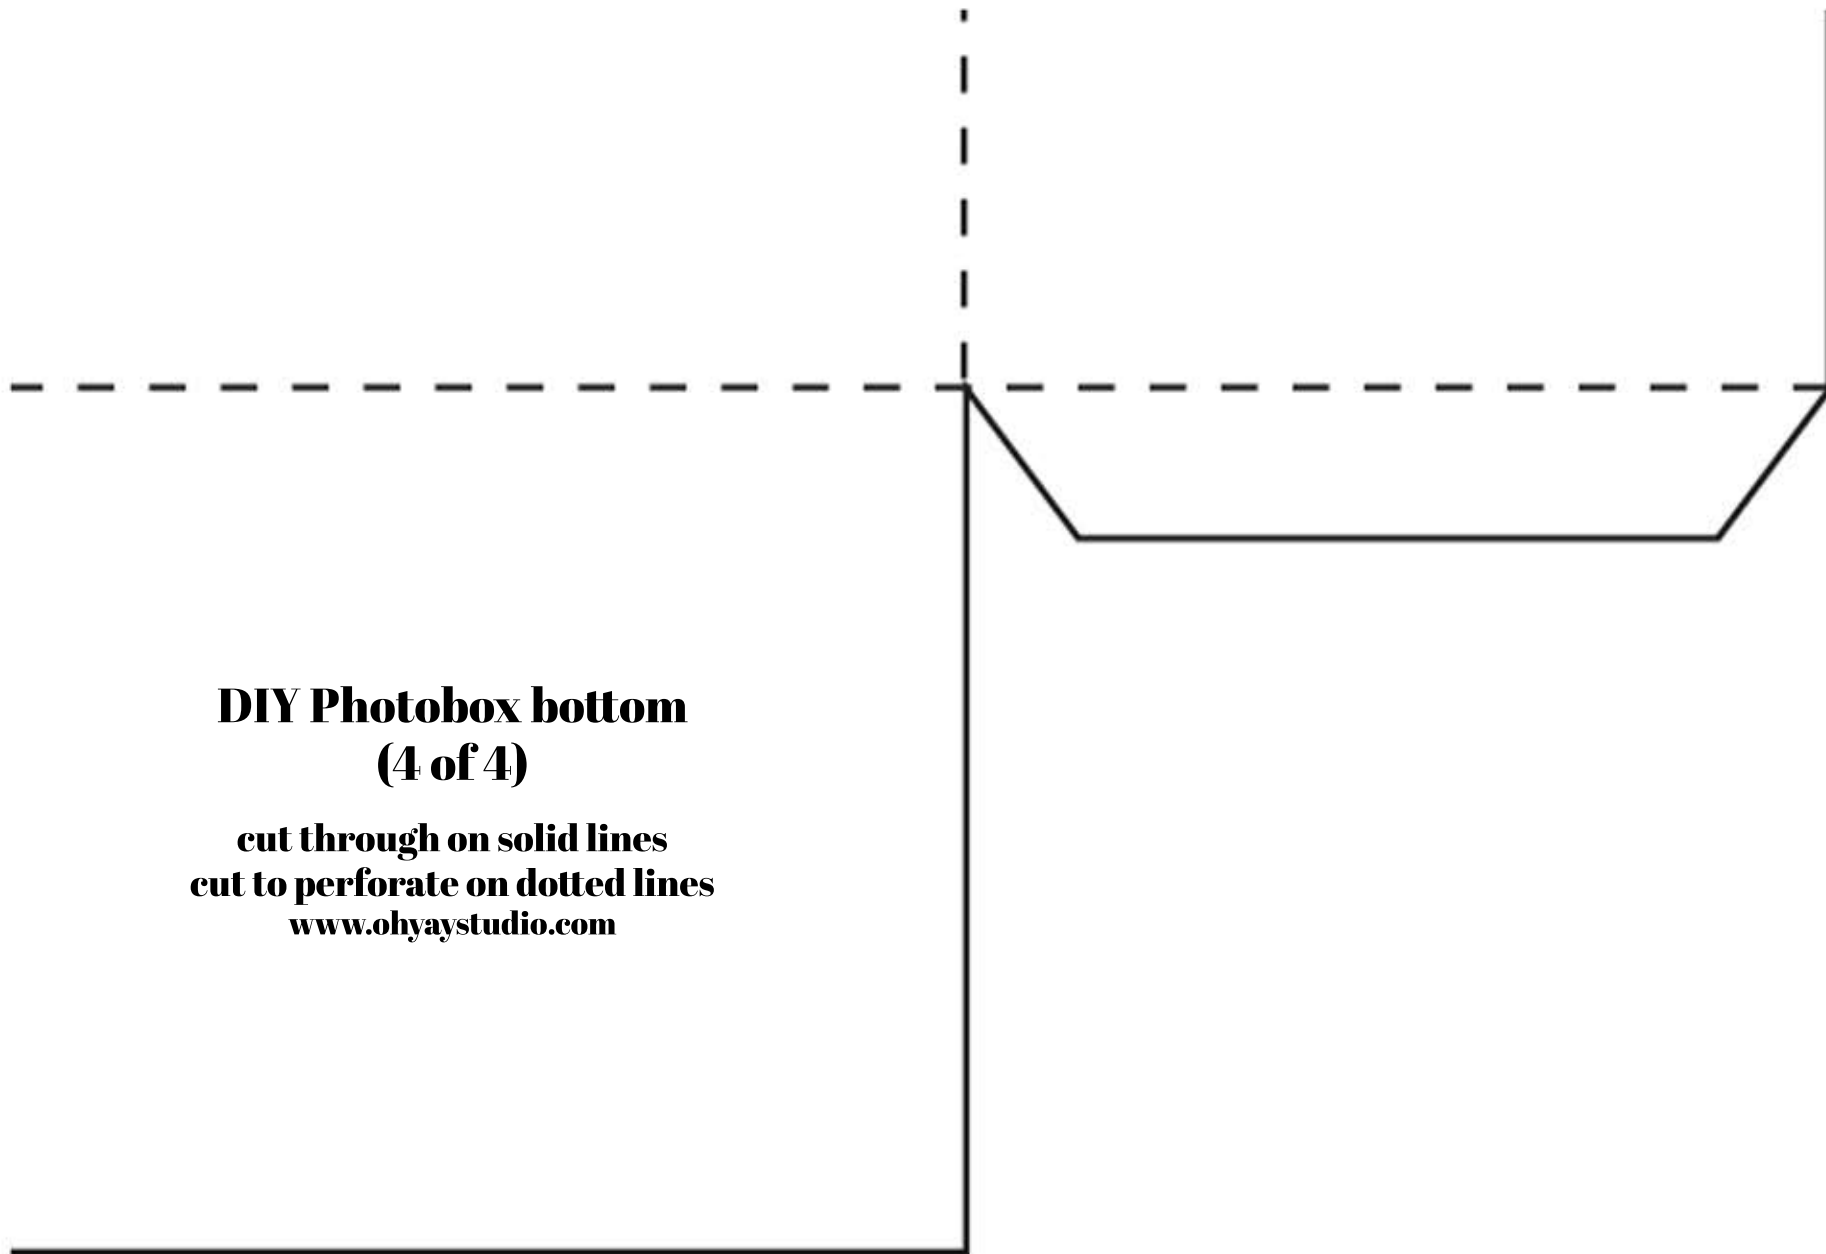 DIY Photobox bottom
(4 of 4)
cut through on solid lines
cut to perforate on dotted lines
www.ohyaystudio.com